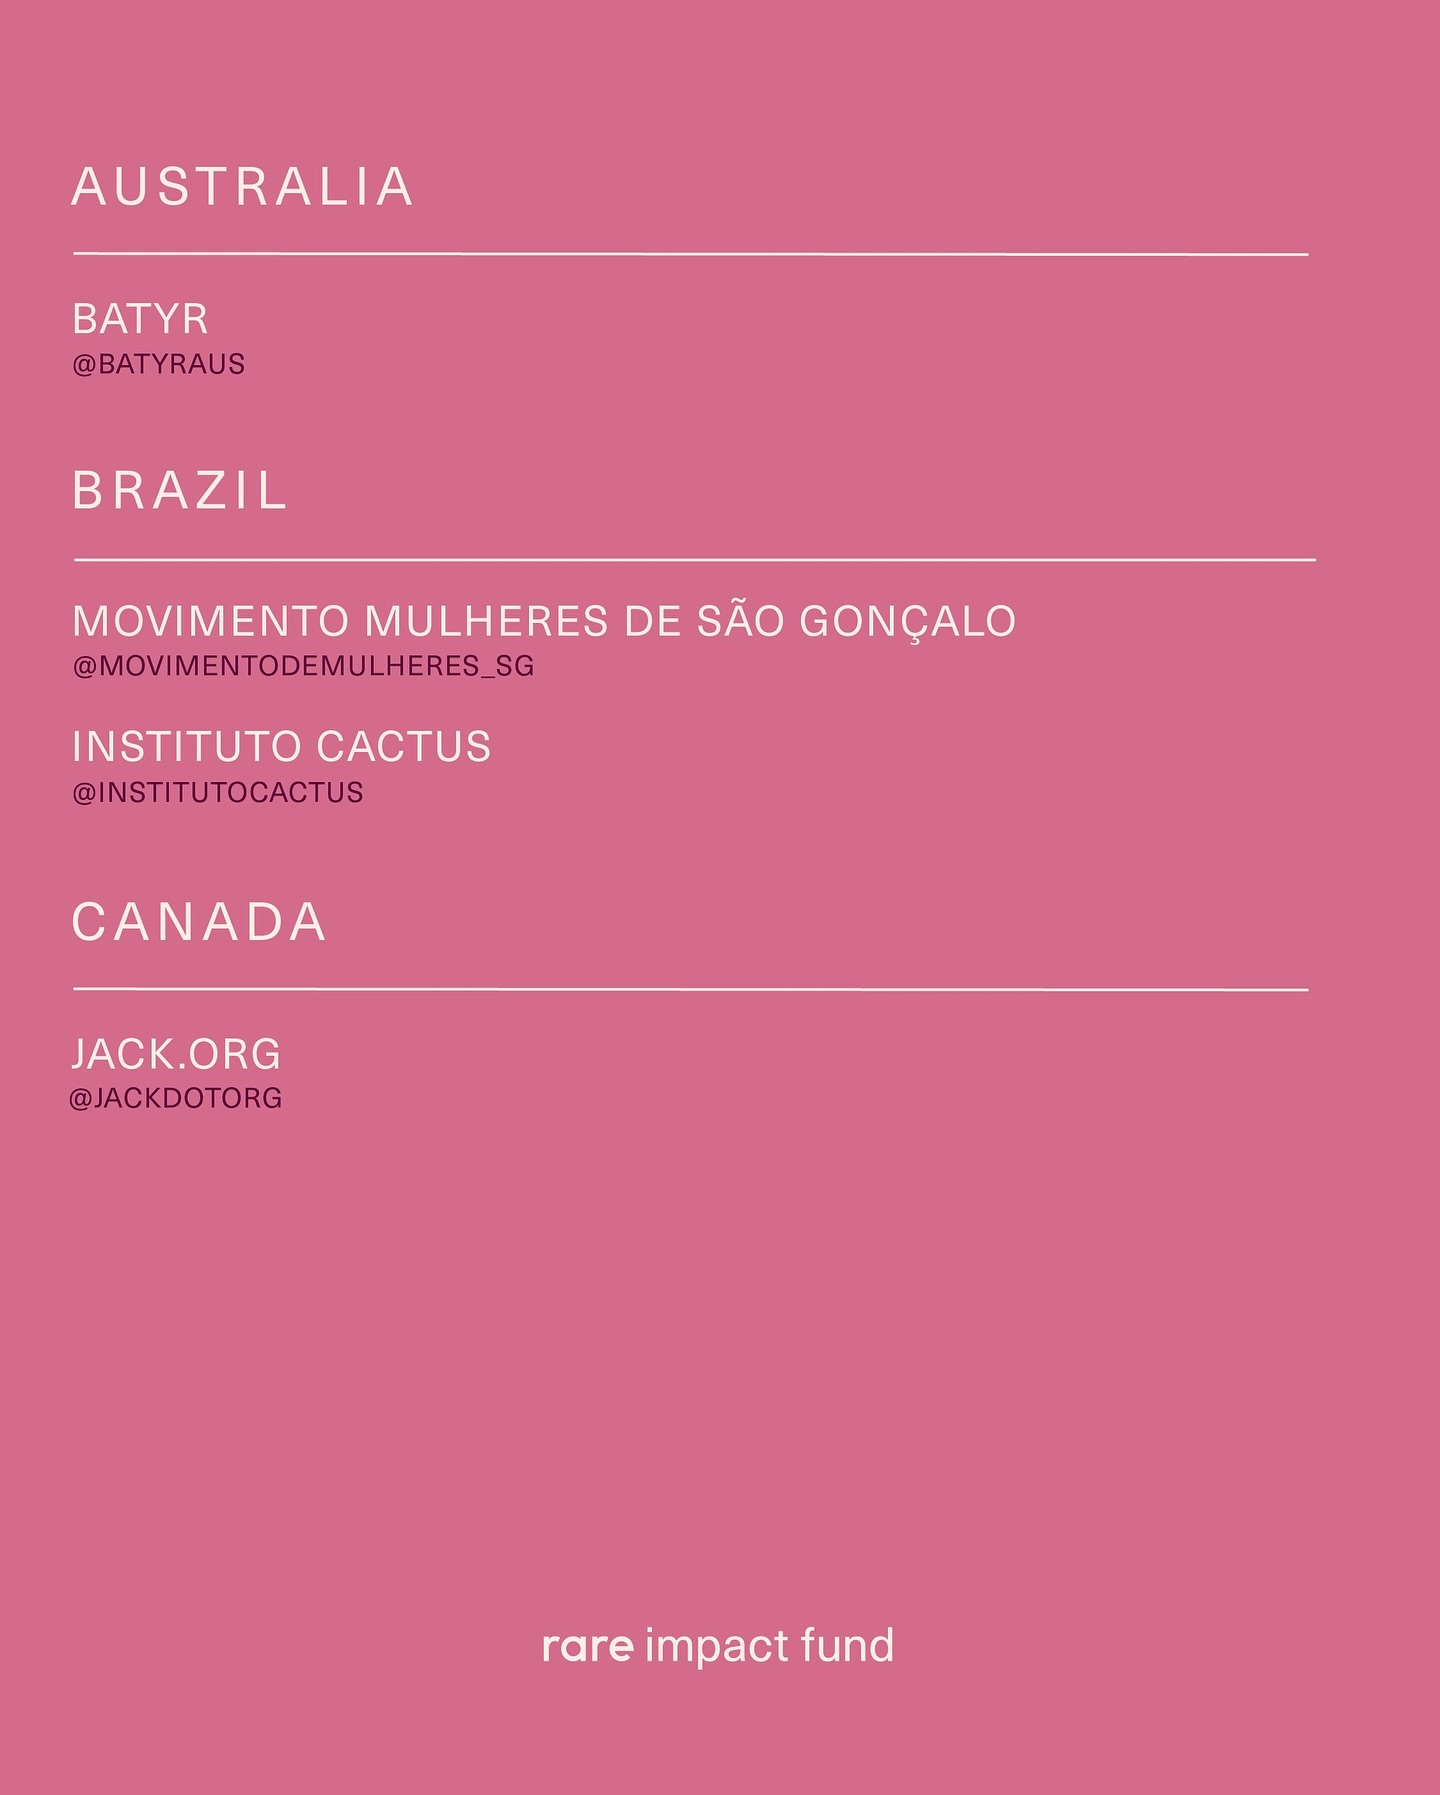 AUSTRALIA
BATYR
@BATYRAUS
BRAZIL
MOVIMENTO MULHERES DE SÃO GONÇALO
@MOVIMENTODEMULHERES_SG
INSTITUTO CACTUS
@INSTITUTOCACTUS
CANADA
JACK.ORG
@JACKDOTORG
rare impact fund